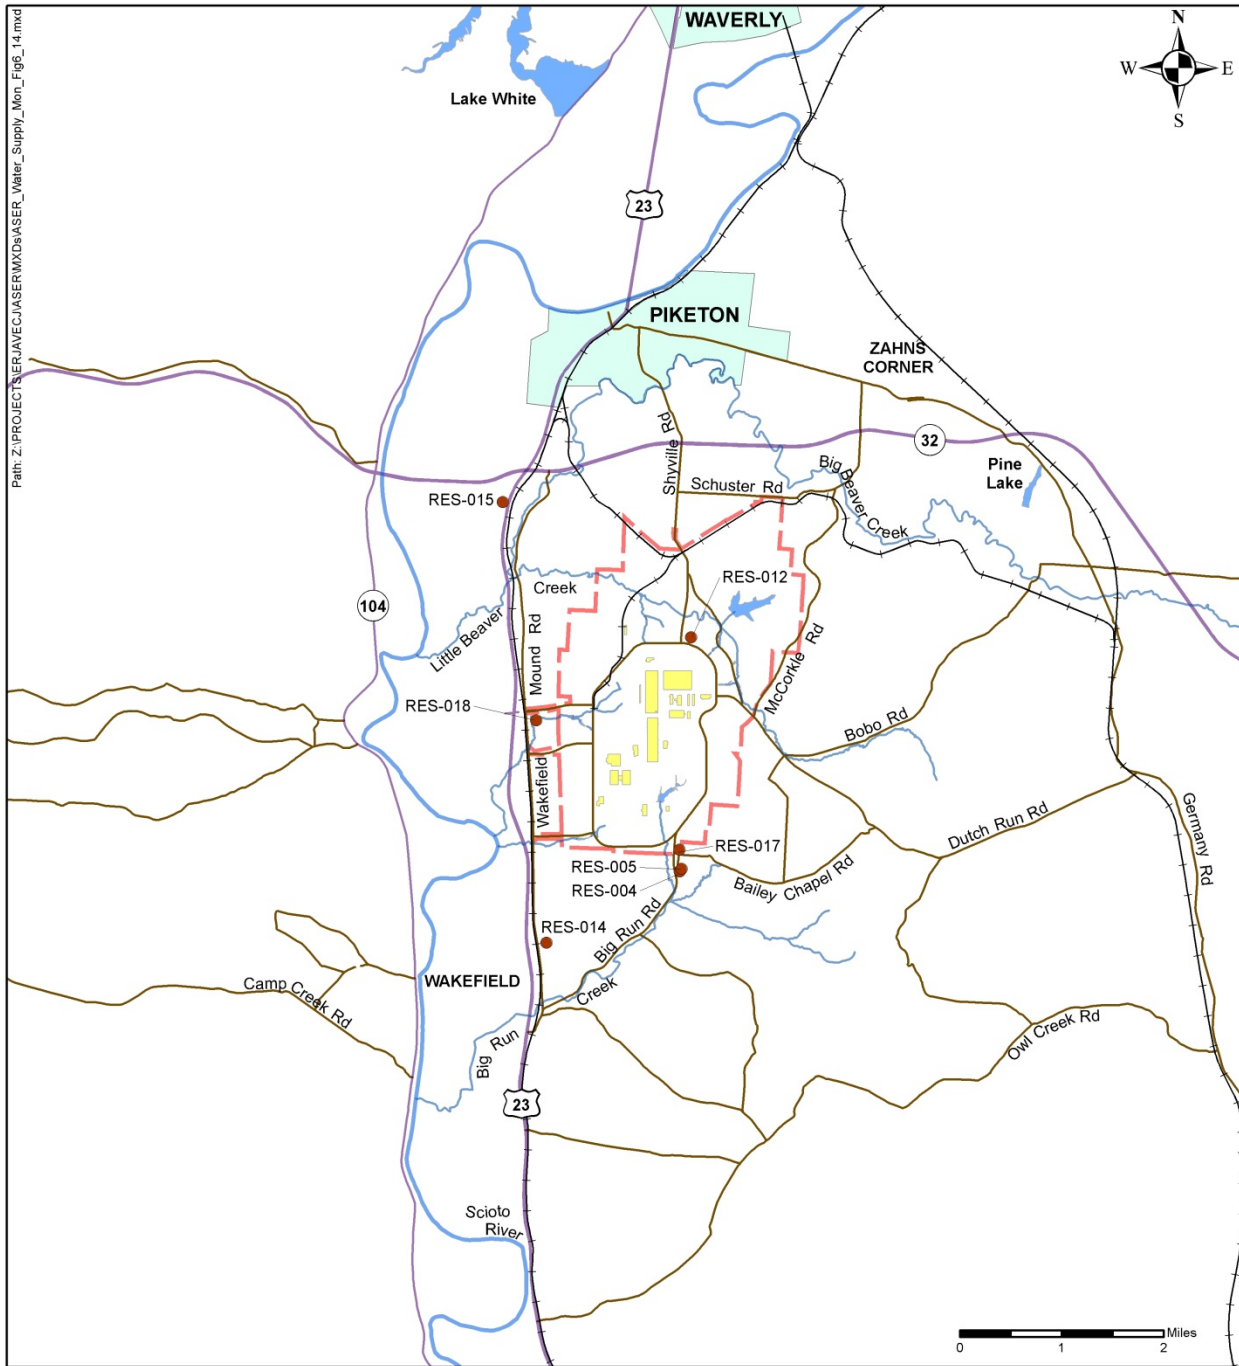 Path: Z:\PROJECTS\ERJAVECJ\ASER\MXDs\ASER_Water_Supply_Mon_Fig6_14.mxd
WAVERLY
N
W
E
S
Lake White
23
PIKETON
ZAHNS
CORNER
32
Shyville Rd
Schuster Rd
Big Beaver Creek
Pine
Lake
RES-015
RES-012
Creek
104
Little Beaver
Mound Rd
McCorkle Rd
RES-018
Bobo Rd
Wakefield
Germany Rd
Dutch Run Rd
RES-017
RES-005
RES-004
Bailey Chapel Rd
RES-014
Big Run Rd
WAKEFIELD
Camp Creek Rd
Creek
Big Run
Owl Creek Rd
23
Scioto
River
Miles
0
1
2